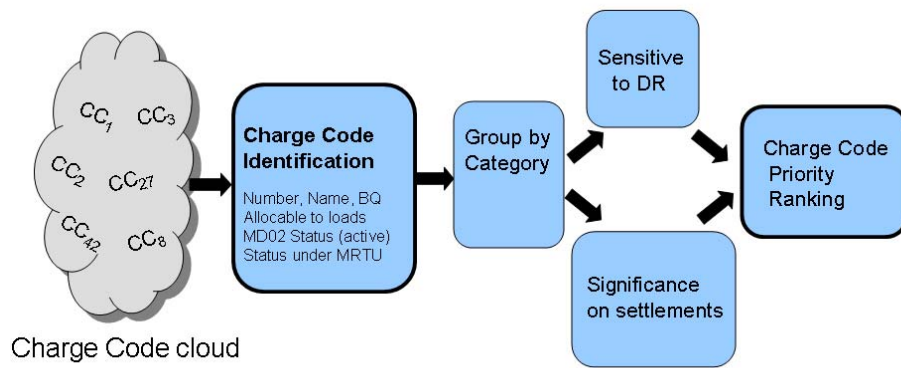 CC1
CC3
CC2
CC27
CC42
CC8
Charge Code cloud
Charge Code
Identification
Number, Name, BQ
Allocable to loads
MD02 Status (active)
Status under MRTU
Group by
Category
Sensitive
to DR
Significance
on settlements
Charge Code
Priority
Ranking